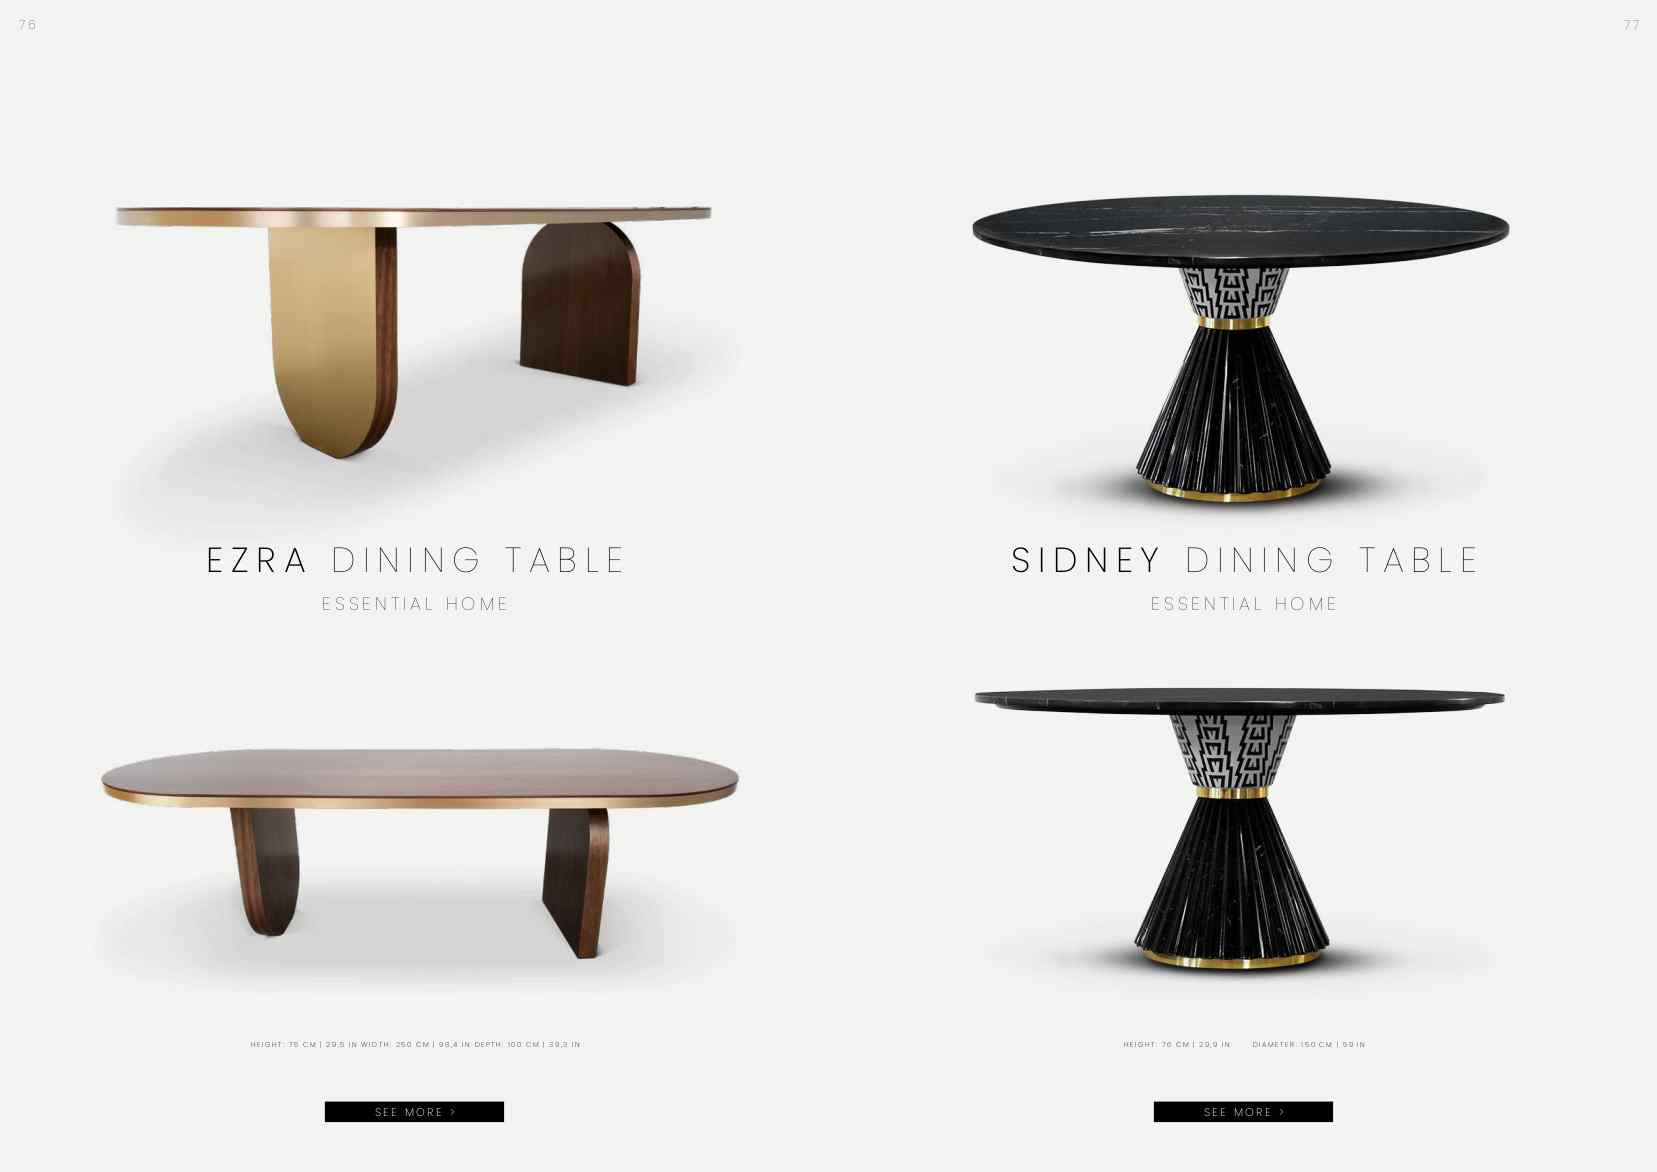 76
77
EZRA DINING TABLE
ESSENTIAL HOME
HEIGHT: 75 CM | 29,5 IN WIDTH: 250 CM | 98,4 IN DEPTH: 100 CM | 39,3 IN
SEE MORE >
SIDNEY DINING TABLE
ESSENTIAL HOME
HEIGHT: 76 CM | 29,9 IN DIAMETER: 150 CM | 59 IN
SEE MORE >